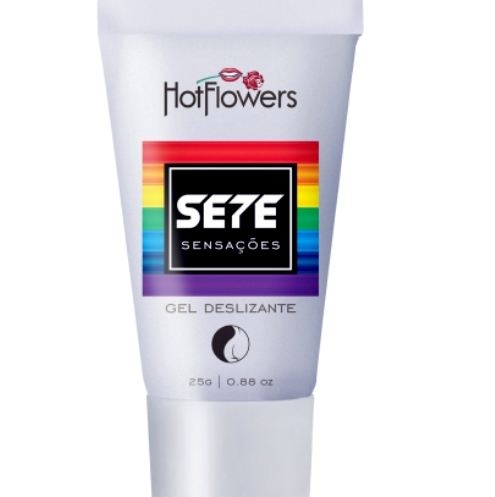 HotFlowers
SE7E
SENSAÇÕES
GEL DESLIZANTE
25G | 0.88 OZ